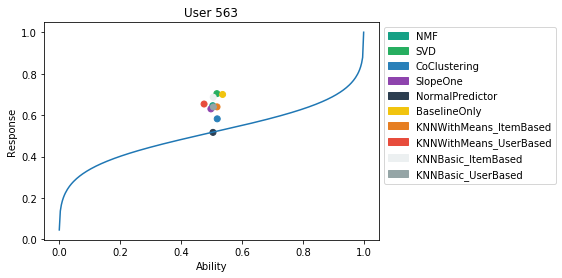 User 563
1.0
0.8
0.6
0.4
0.2
0.0
Response
0.0 0.2 0.4 0.6 0.8 1.0
Ability
NMF
SVD
CoClustering
SlopeOne
NormalPredictor
BaselineOnly
KNNWithMeans_ItemBased
KNNWithMeans_UserBased
KNNBasic_ItemBased
KNNBasic_UserBased